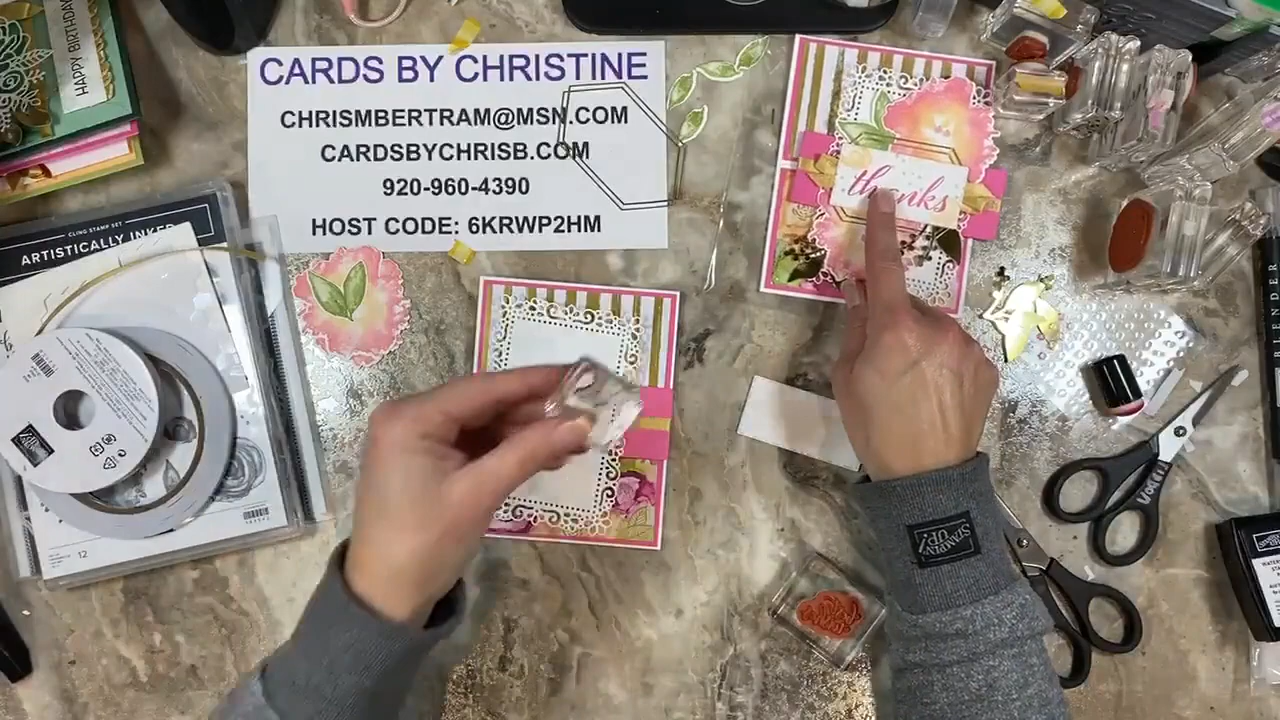 HAPPY BIRTHDAY
CARDS BY CHRISTINE
CHRISMBERTRAM@MSN.COM
CARDSBYCHRISB.COM
920-960-4390
HOST CODE: 6KRWP2HM
CLING STAMP SET
ARTISTICALLY INKED
12
thanks
STAMPIN' UP!
BLENDER